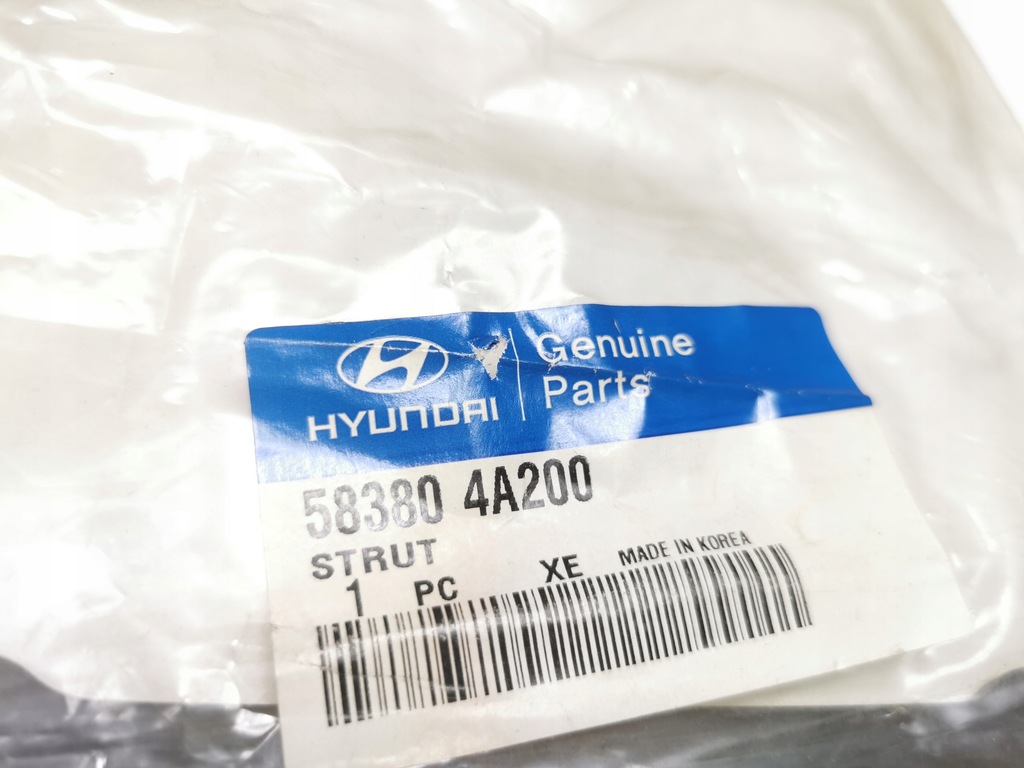 HYUNDAI
Genuine
Parts
58380 4A200
STRUT
1 PC XE MADE IN KOREA